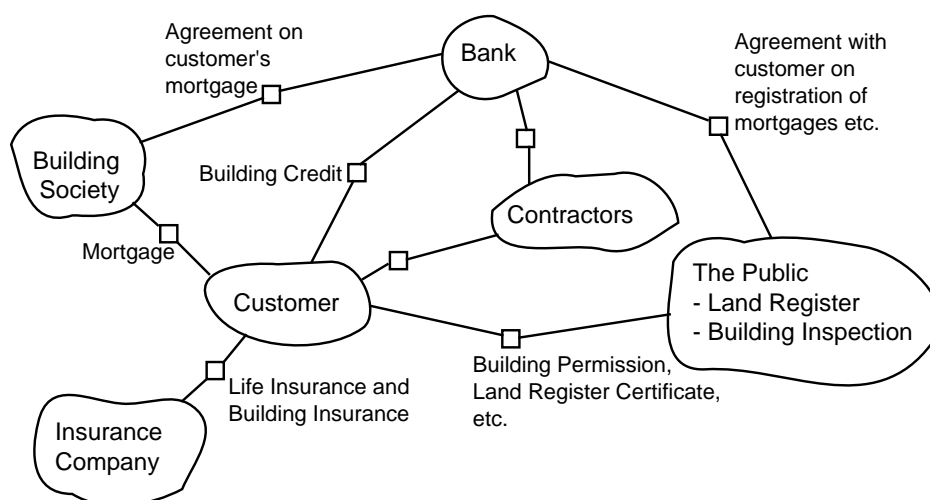 Agreement on
customer's
mortgage
Bank
Agreement with
customer on
registration of
mortgages etc.
Building
Society
Building Credit
Contractors
Mortgage
Customer
The Public
- Land Register
- Building Inspection
Building Permission,
Land Register Certificate,
etc.
Life Insurance and
Building Insurance
Insurance
Company